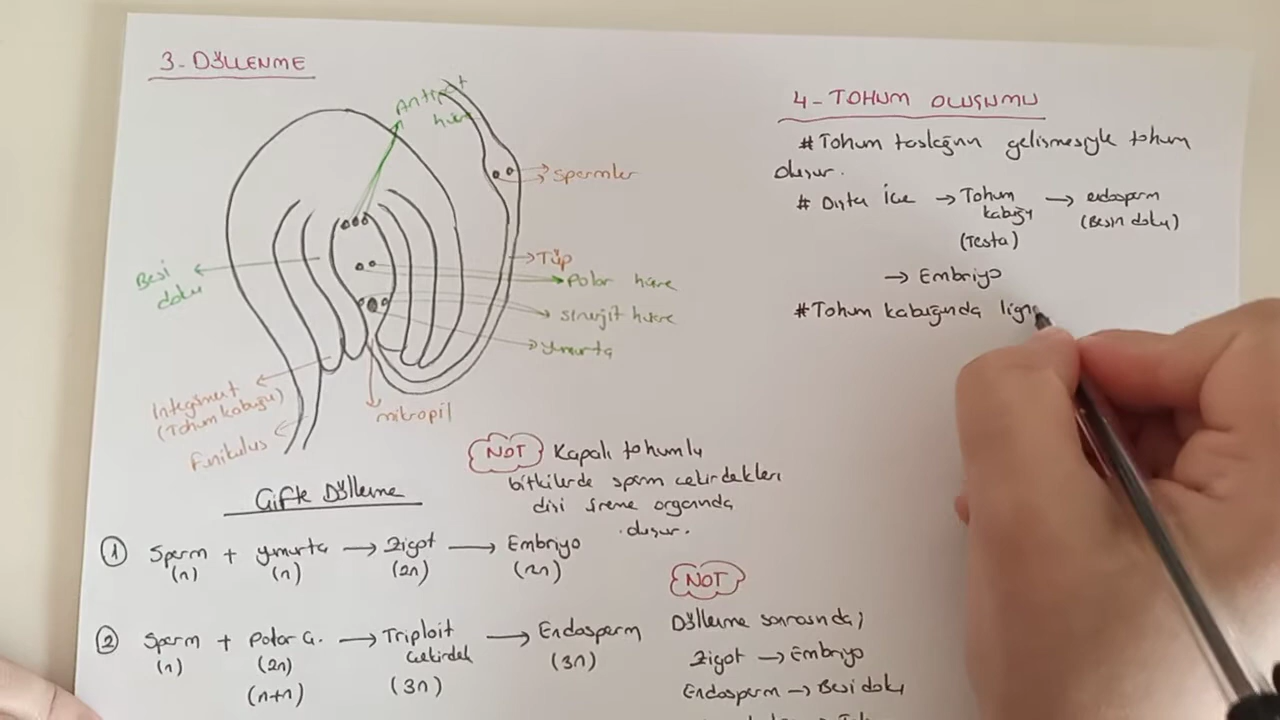 3- DÖLLENME
Antipot
hücre
Spermler
Tüp
Polar hücre
sinerjit hücre
yumurta
Besi
doku
İntegüment
(Tohum kabuğu)
Funikulus
mikropil
NOT Kapalı tohumlu
bitkilerde sperm çekirdekleri
dişi üreme organında
oluşur.
Çifte Dölleme
1 Sperm + yumurta → Zigot → Embriyo
(n) (n) (2n) (2n)
2 Sperm + Polar Ç. → Triploit → Endosperm
çekirdek
(n) (2n) (3n)
(n+n) (3n)
NOT
Döllenme sonrasında;
Zigot → Embriyo
Endosperm → Besi doku
4- TOHUM OLUŞUMU
# Tohum taslağının gelişmesiyle tohum
oluşur.
# Dışta içe → Tohum → endosperm
kabuğu (Besin doku)
(Testa)
→ Embriyo
# Tohum kabuğunda lign